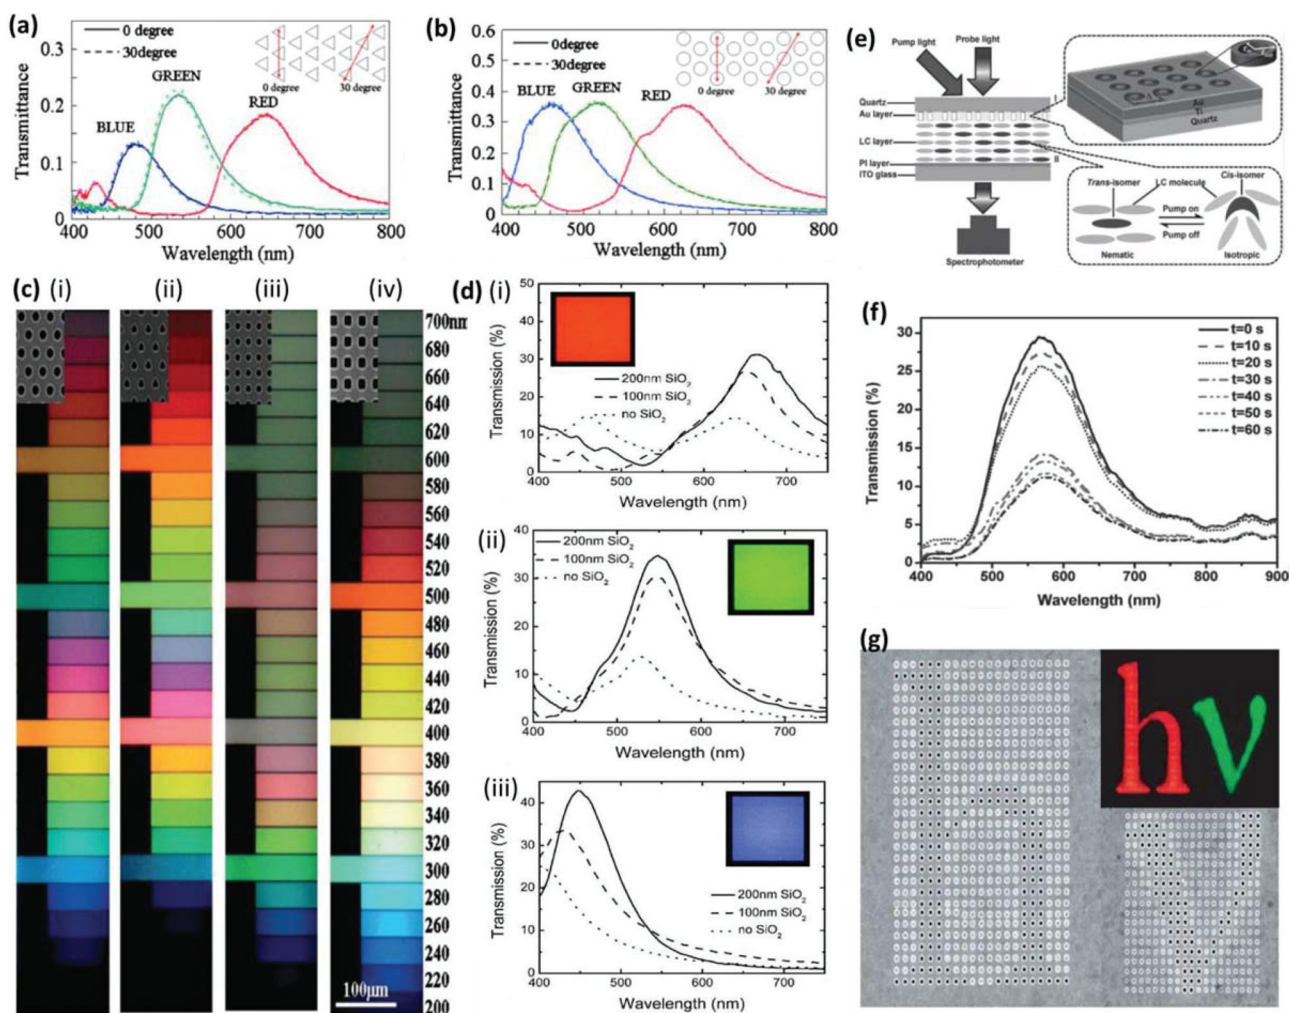 (a)
0 degree
30degree
GREEN
BLUE
RED
0 degree
30 degree
0.3
0.2
0.1
0
Transmittance
400
500
600
700
800
Wavelength (nm)
(b)
0degree
30degree
BLUE
GREEN
RED
0 degree
30 degree
0.6
0.5
0.4
0.3
0.2
0.1
0
Transmittance
400
500
600
700
800
Wavelength (nm)
(e)
Pump light
Probe light
Quartz
Au layer
LC layer
PI layer
ITO glass
I
II
Spectrophotometer
Au
Ti
Quartz
Trans-isomer
LC molecule
Cis-isomer
Pump on
Pump off
Nematic
Isotropic
(c) (i)
(ii)
(iii)
(iv)
700nm
680
660
640
620
600
580
560
540
520
500
480
460
440
420
400
380
360
340
320
300
280
260
240
220
200
100μm
(d) (i)
50
40
30
20
10
0
Transmission (%)
200nm SiO₂
100nm SiO₂
no SiO₂
400
500
600
700
Wavelength (nm)
(ii)
40
30
20
10
0
Transmission (%)
200nm SiO₂
100nm SiO₂
no SiO₂
400
500
600
700
Wavelength (nm)
(iii)
40
30
20
10
0
Transmission (%)
200nm SiO₂
100nm SiO₂
no SiO₂
400
500
600
700
Wavelength (nm)
(f)
30
25
20
15
10
5
0
Transmission (%)
t=0 s
t=10 s
t=20 s
t=30 s
t=40 s
t=50 s
t=60 s
400
500
600
700
800
900
Wavelength (nm)
(g)
hν